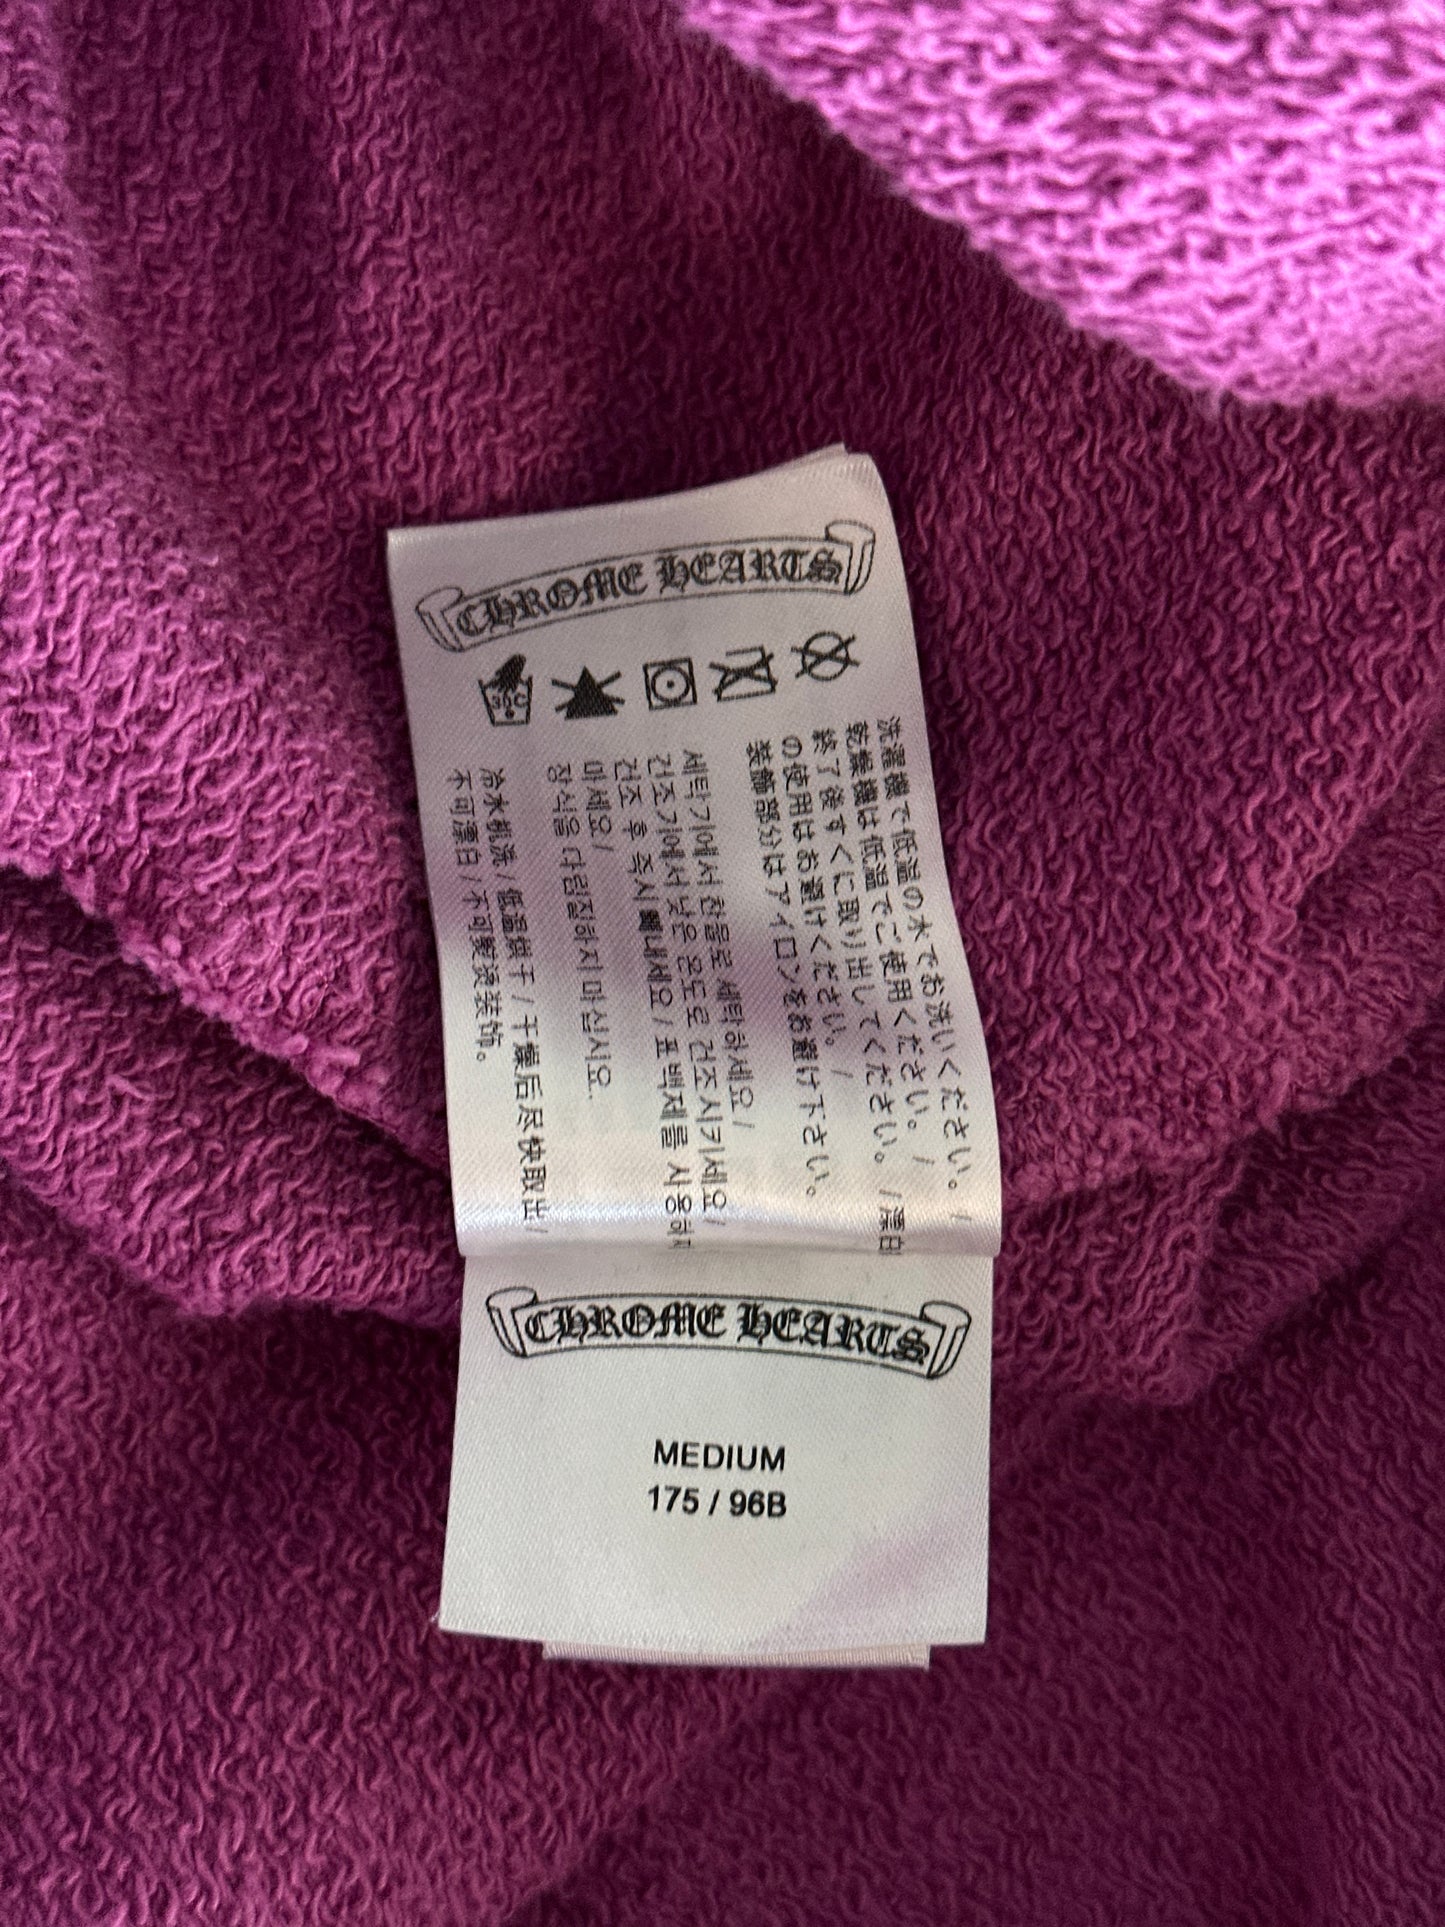 CHROME HEARTS
30C
洗濯機で低温の水でお洗いください。/
乾燥機は低温でご使用ください。/
終了後すぐに取り出してください。/漂白
の使用はお避けください。/
装飾部分はアイロンをお避け下さい。
세탁기에서 찬물로 세탁하세요/
건조기에서 낮은 온도로 건조시키세요/
건조 후 즉시 빼내세요/표백제를 사용하지
마세요/
장식을 다림질하지 마십시오.
冷水机洗/低温烘干/干燥后尽快取出/
不可漂白/不可熨烫装饰。
CHROME HEARTS
MEDIUM
175 / 96B